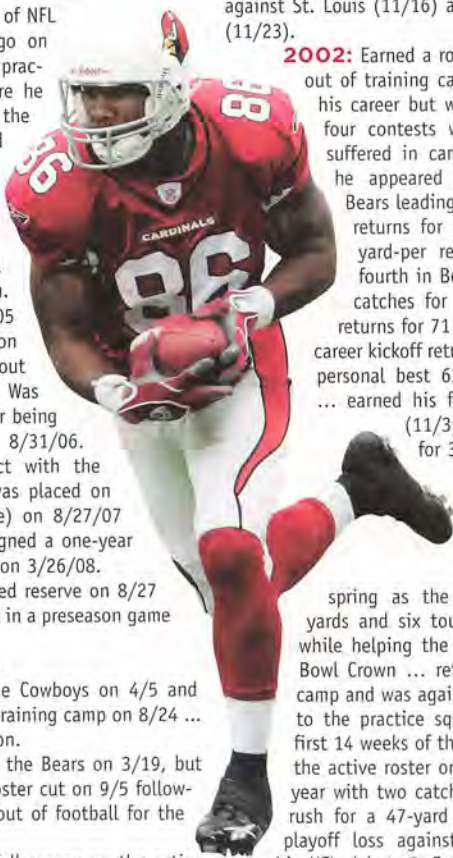 of NFL
go on
prac-
re he
the
n.
05
on
out
Was
r being
8/31/06.
ct with the
was placed on
e) on 8/27/07
igned a one-year
on 3/26/08.
ed reserve on 8/27
in a preseason game
e Cowboys on 4/5 and
training camp on 8/24 ...
on.
the Bears on 3/19, but
oster cut on 9/5 follow-
out of football for the
86
98
CARDINALS
86
against St. Louis (11/16) a
(11/23).
2002: Earned a ro
out of training ca
his career but w
four contests w
suffered in cam
he appeared
Bears leading
returns for
yard-per re
fourth in Be
catches for
returns for 71
career kickoff retu
personal best 6
... earned his f
(11/3
for 3
spring as the
yards and six tou
while helping the
Bowl Crown ... ret
camp and was agai
to the practice sq
first 14 weeks of th
the active roster or
year with two catch
rush for a 47-yard
playoff loss against